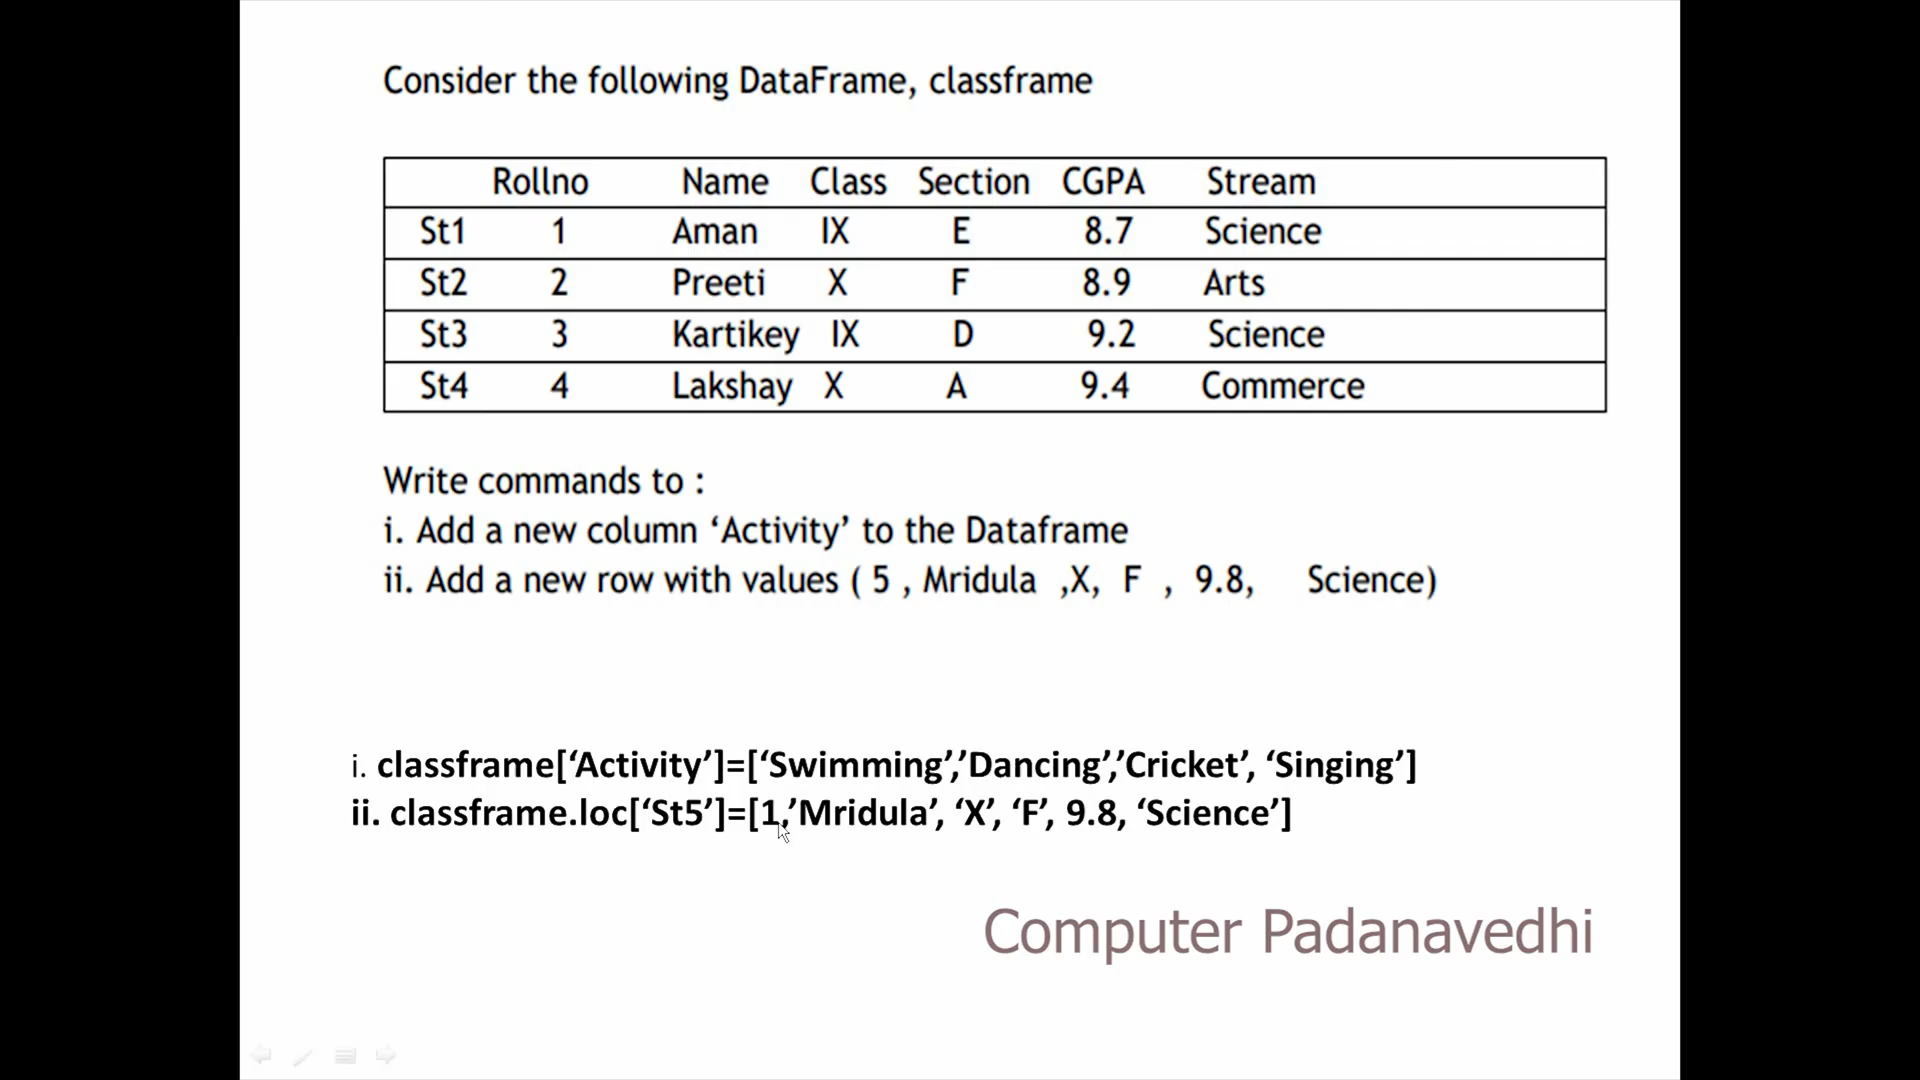 Consider the following DataFrame, classframe
Rollno Name Class Section CGPA Stream
St1 1 Aman IX E 8.7 Science
St2 2 Preeti X F 8.9 Arts
St3 3 Kartikey IX D 9.2 Science
St4 4 Lakshay X A 9.4 Commerce
Write commands to :
i. Add a new column ‘Activity’ to the Dataframe
ii. Add a new row with values ( 5 , Mridula ,X, F , 9.8, Science)
i. classframe[‘Activity’]=[‘Swimming’,’Dancing’,’Cricket’, ‘Singing’]
ii. classframe.loc[‘St5’]=[1,’Mridula’, ‘X’, ‘F’, 9.8, ‘Science’]
Computer Padanavedhi